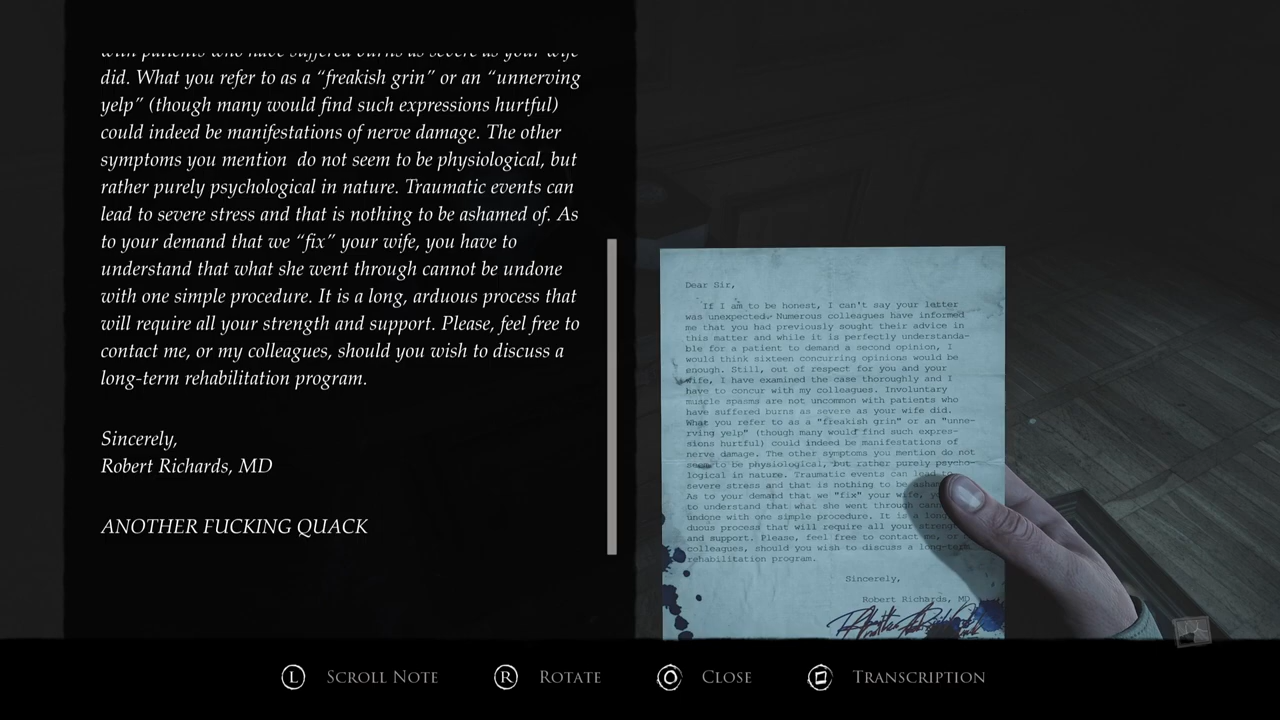 with patients who have suffered burns as severe as your wife
did. What you refer to as a “freakish grin” or an “unnerving
yelp” (though many would find such expressions hurtful)
could indeed be manifestations of nerve damage. The other
symptoms you mention  do not seem to be physiological, but
rather purely psychological in nature. Traumatic events can
lead to severe stress and that is nothing to be ashamed of. As
to your demand that we “fix” your wife, you have to
understand that what she went through cannot be undone
with one simple procedure. It is a long, arduous process that
will require all your strength and support. Please, feel free to
contact me, or my colleagues, should you wish to discuss a
long-term rehabilitation program.
Sincerely,
Robert Richards, MD
ANOTHER FUCKING QUACK
Dear Sir,
If I am to be honest, I can't say your letter
was unexpected. Numerous colleagues have informed
me that you had previously sought their advice in
this matter and while it is perfectly understanda-
ble for a patient to demand a second opinion, I
would think sixteen concurring opinions would be
enough. Still, out of respect for you and your
wife, I have examined the case thoroughly and I
have to concur with my colleagues. Involuntary
muscle spasms are not uncommon with patients who
have suffered burns as severe as your wife did.
What you refer to as a "freakish grin" or an "unne-
rving yelp" (though many would find such expres-
sions hurtful) could indeed be manifestations of
nerve damage. The other symptoms you mention do not
seem to be physiological, but rather purely psycho-
logical in nature. Traumatic events can lead to
severe stress and that is nothing to be
As to your demand that we "fix" your wife,
to understand that what she went through
undone with one simple procedure. It is a
duous process that will require all your
and support. Please, feel free to contact me, or
colleagues, should you wish to discuss a long-term
rehabilitation program.
Sincerely,
Robert Richards, MD
L SCROLL NOTE R ROTATE CLOSE TRANSCRIPTION